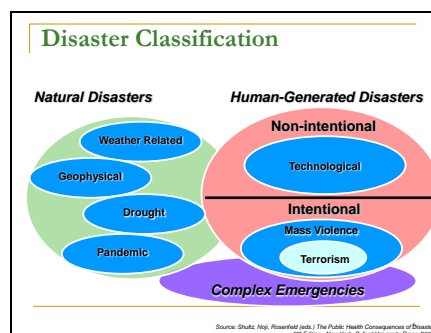 Disaster Classification
Natural Disasters
Human-Generated Disasters
Non-intentional
Weather Related
Technological
Geophysical
Intentional
Drought
Mass Violence
Pandemic
Terrorism
Complex Emergencies
Source: Shultz, Noji, Rosenfeld (eds.) The Public Health Consequences of Disaster